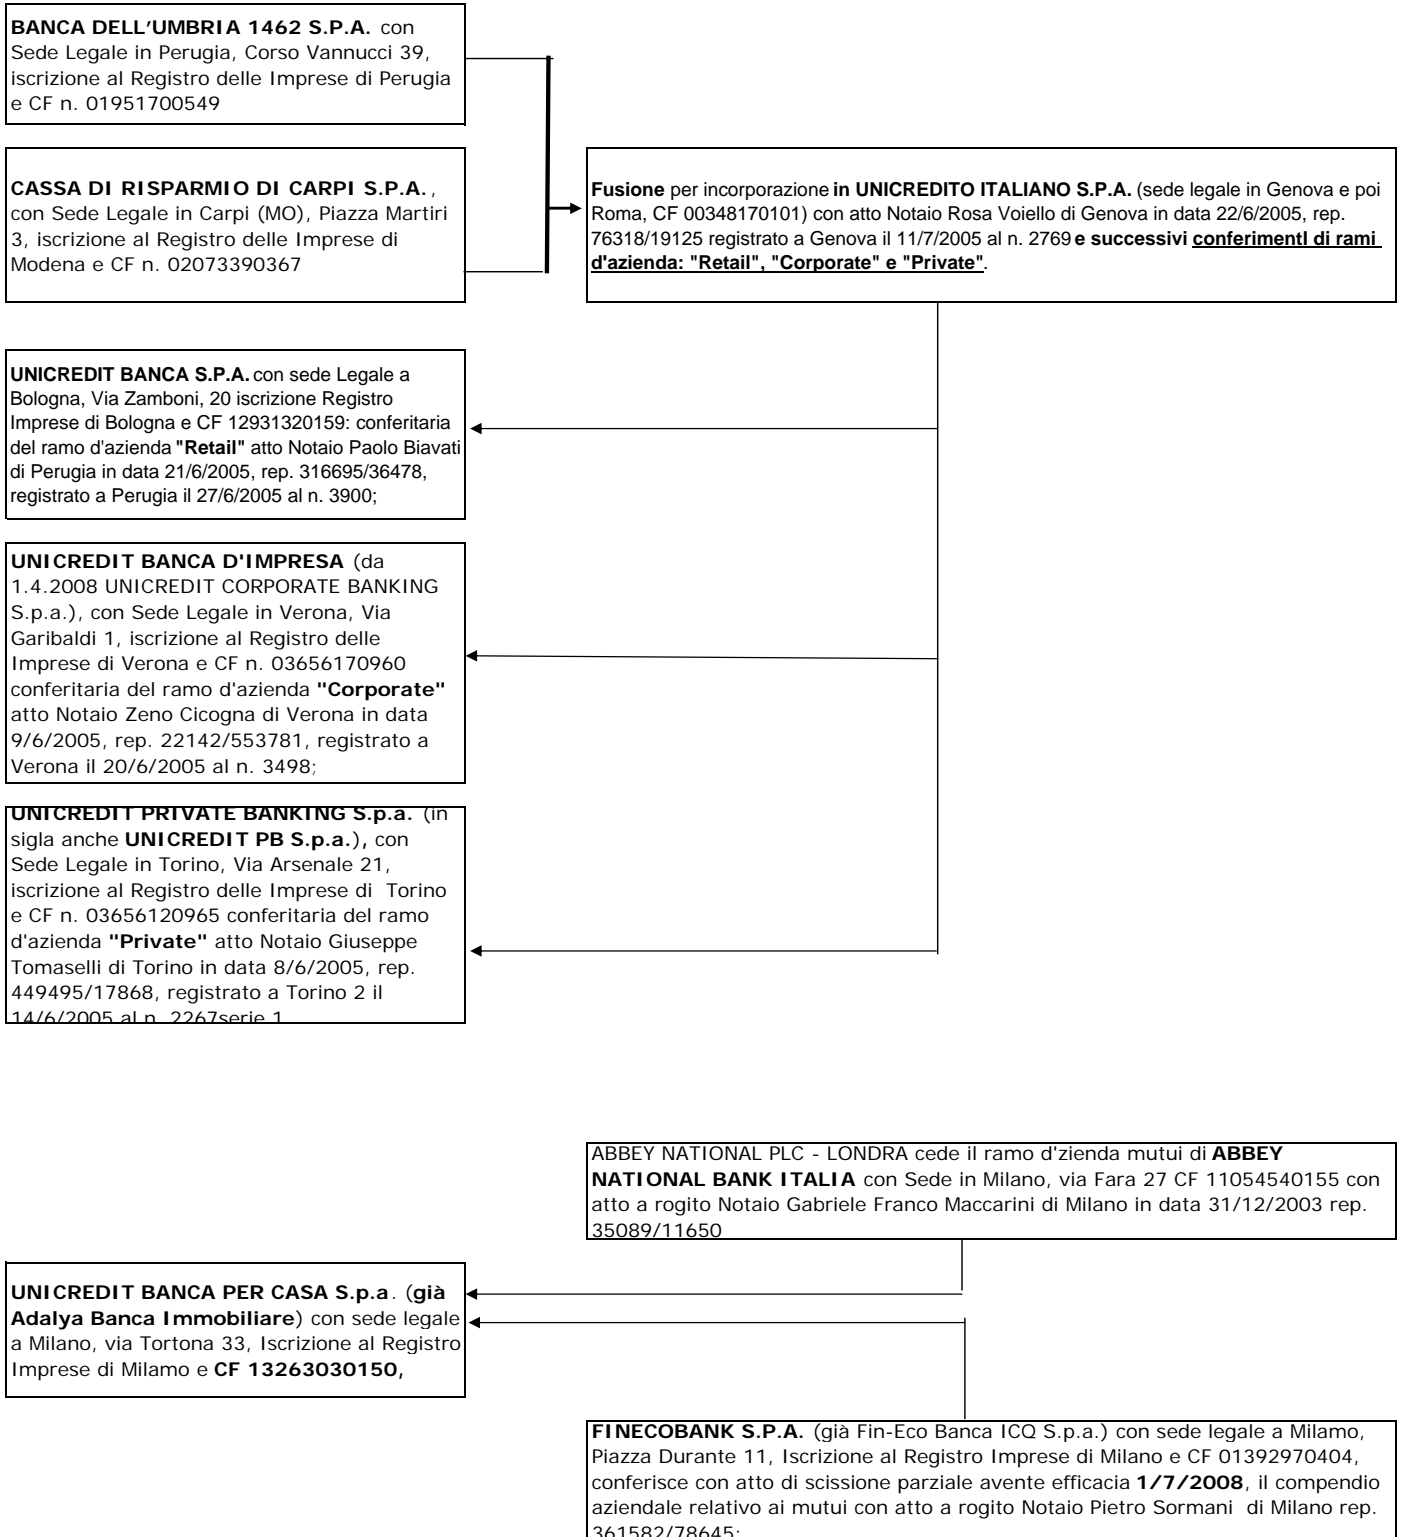 BANCA DELL'UMBRIA 1462 S.P.A. con
Sede Legale in Perugia, Corso Vannucci 39,
iscrizione al Registro delle Imprese di Perugia
e CF n. 01951700549
CASSA DI RISPARMIO DI CARPI S.P.A.,
con Sede Legale in Carpi (MO), Piazza Martiri
3, iscrizione al Registro delle Imprese di
Modena e CF n. 02073390367
Fusione per incorporazione in UNICREDITO ITALIANO S.P.A. (sede legale in Genova e poi
Roma, CF 00348170101) con atto Notaio Rosa Voiello di Genova in data 22/6/2005, rep.
76318/19125 registrato a Genova il 11/7/2005 al n. 2769 e successivi conferimentI di rami
d'azienda: "Retail", "Corporate" e "Private".
UNICREDIT BANCA S.P.A. con sede Legale a
Bologna, Via Zamboni, 20 iscrizione Registro
Imprese di Bologna e CF 12931320159: conferitaria
del ramo d'azienda "Retail" atto Notaio Paolo Biavati
di Perugia in data 21/6/2005, rep. 316695/36478,
registrato a Perugia il 27/6/2005 al n. 3900;
UNICREDIT BANCA D'IMPRESA (da
1.4.2008 UNICREDIT CORPORATE BANKING
S.p.a.), con Sede Legale in Verona, Via
Garibaldi 1, iscrizione al Registro delle
Imprese di Verona e CF n. 03656170960
conferitaria del ramo d'azienda "Corporate"
atto Notaio Zeno Cicogna di Verona in data
9/6/2005, rep. 22142/553781, registrato a
Verona il 20/6/2005 al n. 3498;
UNICREDIT PRIVATE BANKING S.p.a. (in
sigla anche UNICREDIT PB S.p.a.), con
Sede Legale in Torino, Via Arsenale 21,
iscrizione al Registro delle Imprese di  Torino
e CF n. 03656120965 conferitaria del ramo
d'azienda "Private" atto Notaio Giuseppe
Tomaselli di Torino in data 8/6/2005, rep.
449495/17868, registrato a Torino 2 il
14/6/2005 al n. 2267serie 1
ABBEY NATIONAL PLC - LONDRA cede il ramo d'zienda mutui di ABBEY
NATIONAL BANK ITALIA con Sede in Milano, via Fara 27 CF 11054540155 con
atto a rogito Notaio Gabriele Franco Maccarini di Milano in data 31/12/2003 rep.
35089/11650
UNICREDIT BANCA PER CASA S.p.a. (già
Adalya Banca Immobiliare) con sede legale
a Milano, via Tortona 33, Iscrizione al Registro
Imprese di Milamo e CF 13263030150,
FINECOBANK S.P.A. (già Fin-Eco Banca ICQ S.p.a.) con sede legale a Milamo,
Piazza Durante 11, Iscrizione al Registro Imprese di Milano e CF 01392970404,
conferisce con atto di scissione parziale avente efficacia 1/7/2008, il compendio
aziendale relativo ai mutui con atto a rogito Notaio Pietro Sormani  di Milano rep.
361582/78645;